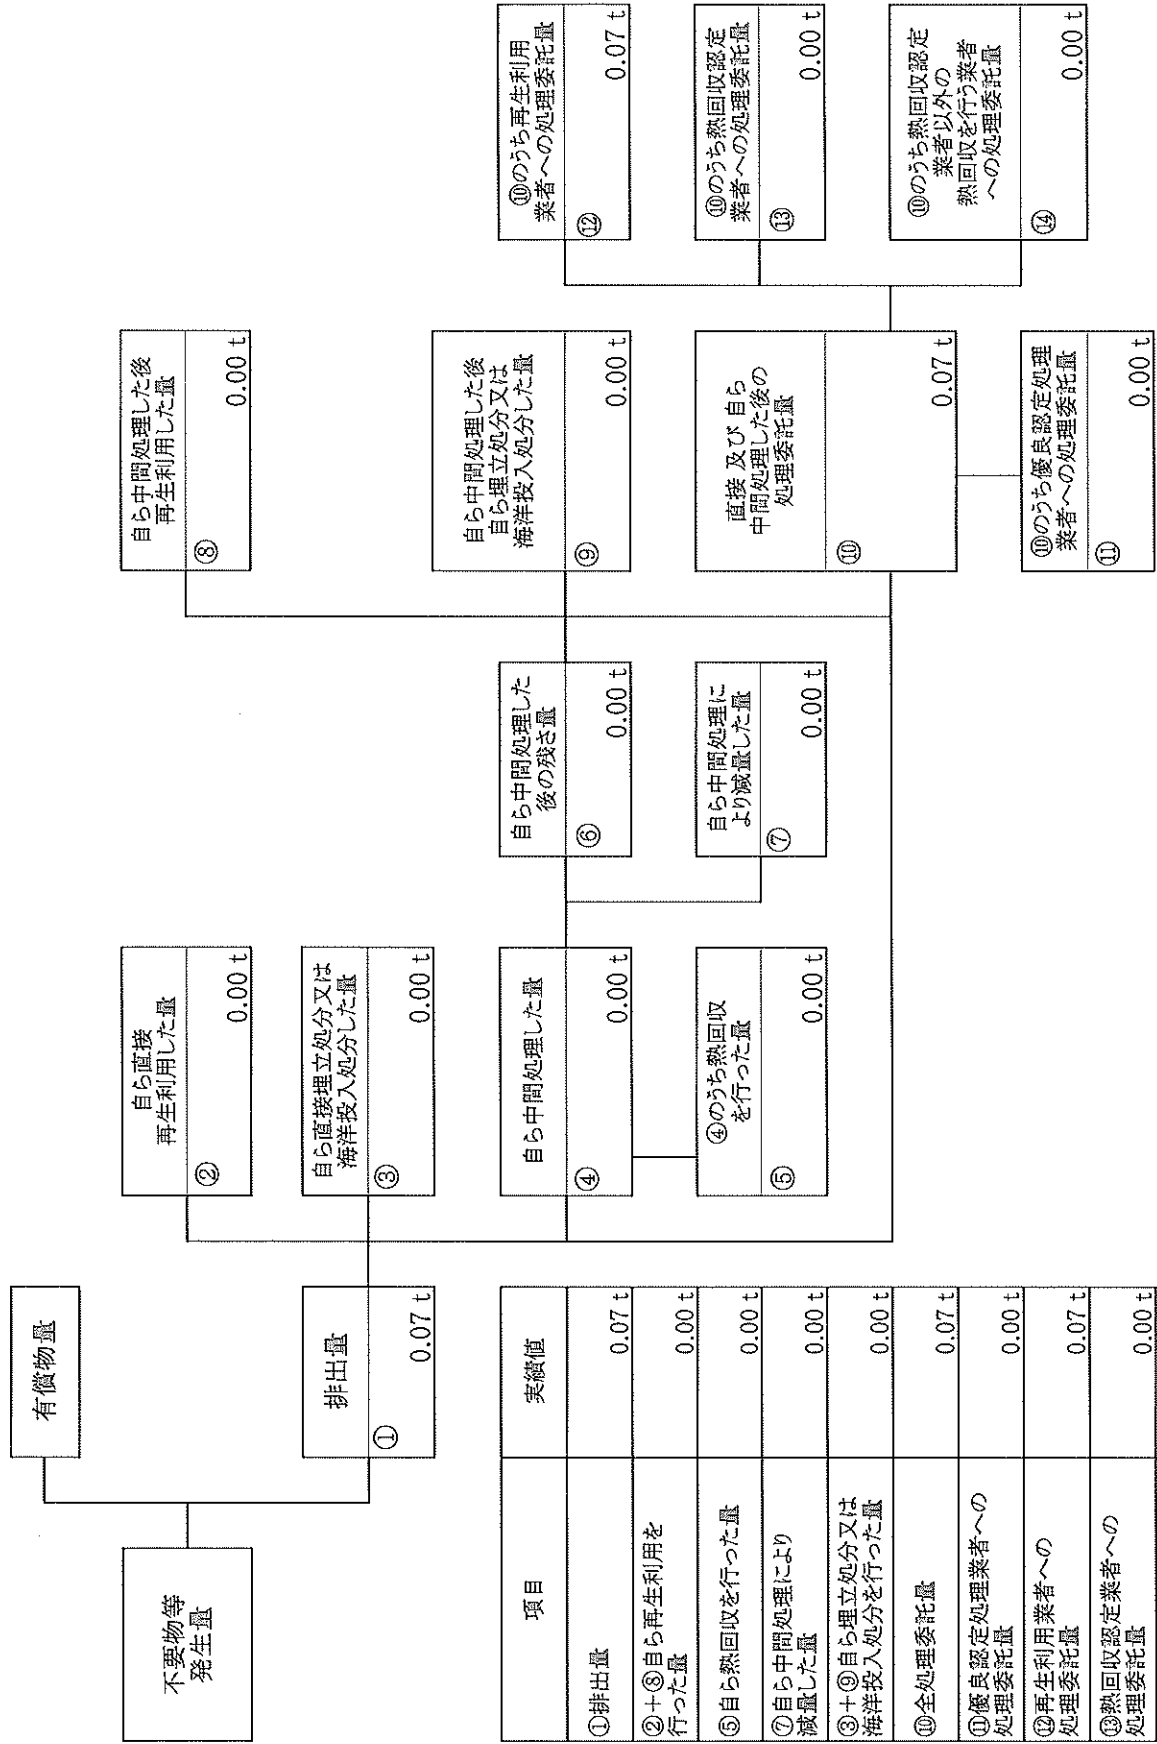 不要物等
発生量
有償物量
排出量
①
0.07 t
自ら直接
再生利用した量
②
0.00 t
自ら直接埋立処分又は
海洋投入処分した量
③
0.00 t
自ら中間処理した量
④
0.00 t
④のうち熱回収
を行った量
⑤
0.00 t
自ら中間処理した
後の残さ量
⑥
0.00 t
自ら中間処理に
より減量した量
⑦
0.00 t
自ら中間処理した後
再生利用した量
⑧
0.00 t
自ら中間処理した後
自ら埋立処分又は
海洋投入処分した量
⑨
0.00 t
直接 及び 自ら
中間処理した後の
処理委託量
⑩
0.07 t
⑩のうち優良認定処理
業者への処理委託量
⑪
0.00 t
⑩のうち再生利用
業者への処理委託量
⑫
0.07 t
⑩のうち熱回収認定
業者への処理委託量
⑬
0.00 t
⑩のうち熱回収認定
業者以外の
熱回収を行う業者
への処理委託量
⑭
0.00 t
項目 実績値
①排出量 0.07 t
②+⑧自ら再生利用を
行った量 0.00 t
⑤自ら熱回収を行った量 0.00 t
⑦自ら中間処理により
減量した量 0.00 t
③+⑨自ら埋立処分又は
海洋投入処分を行った量 0.00 t
⑩全処理委託量 0.07 t
⑪優良認定処理業者への
処理委託量 0.00 t
⑫再生利用業者への
処理委託量 0.07 t
⑬熱回収認定業者への
処理委託量 0.00 t